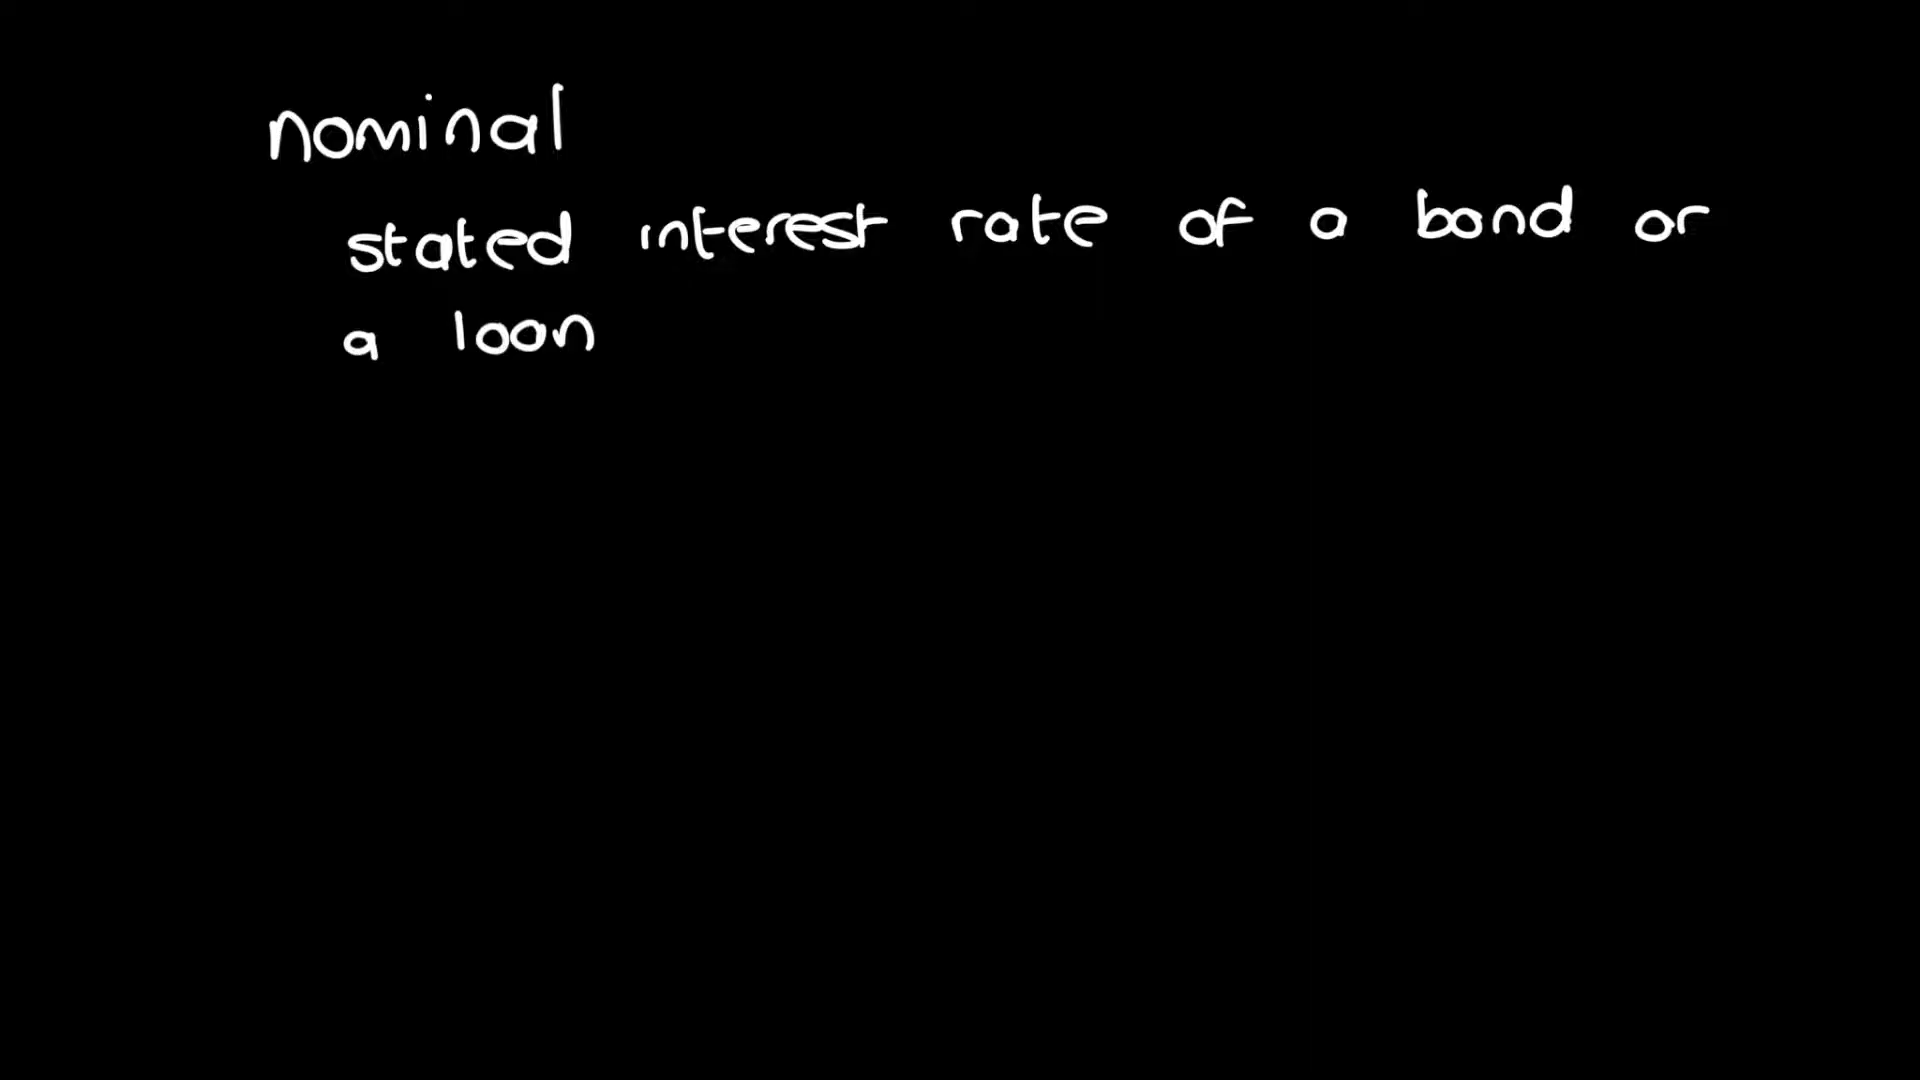 nominal
stated interest rate of a bond or
a loan